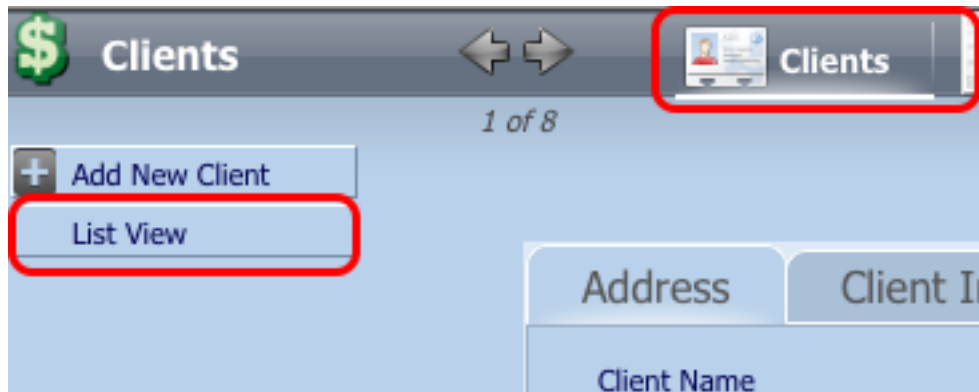 Clients
Clients
1 of 8
Add New Client
List View
Address
Client
Client Name